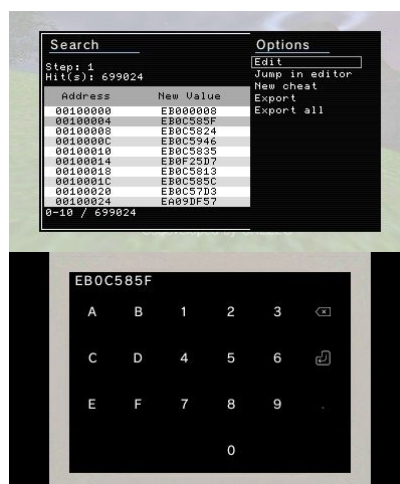 Search
Step: 1
Hit(s): 699024
Address New Value
00100000 EB000008
00100004 EB0C585F
00100008 EB0C5824
0010000C EB0C5946
00100010 EB0C5835
00100014 EB0F25D7
00100018 EB0C5813
0010001C EB0C585C
00100020 EB0C57D3
00100024 EA09DF57
0-10 / 699024
Options
Edit
Jump in editor
New cheat
Export
Export all
EB0C585F
A B 1 2 3
C D 4 5 6
E F 7 8 9 .
0